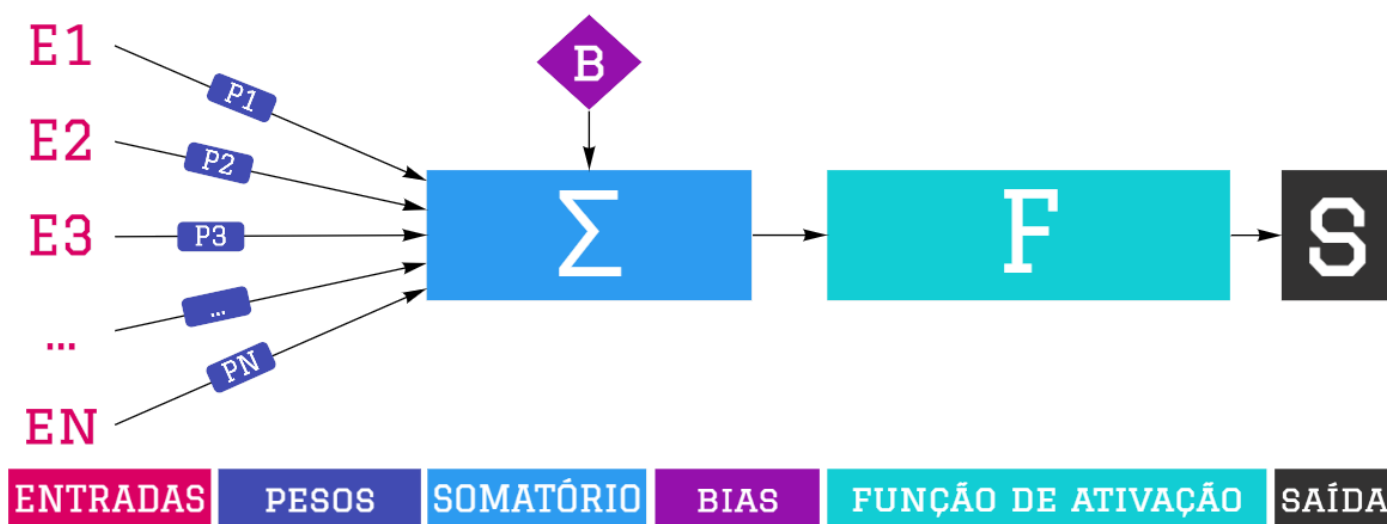 E1
P1
B
E2
P2
E3
P3
Σ
F
S
...
...
EN
PN
ENTRADAS
PESOS
SOMATÓRIO
BIAS
FUNÇÃO DE ATIVAÇÃO
SAÍDA